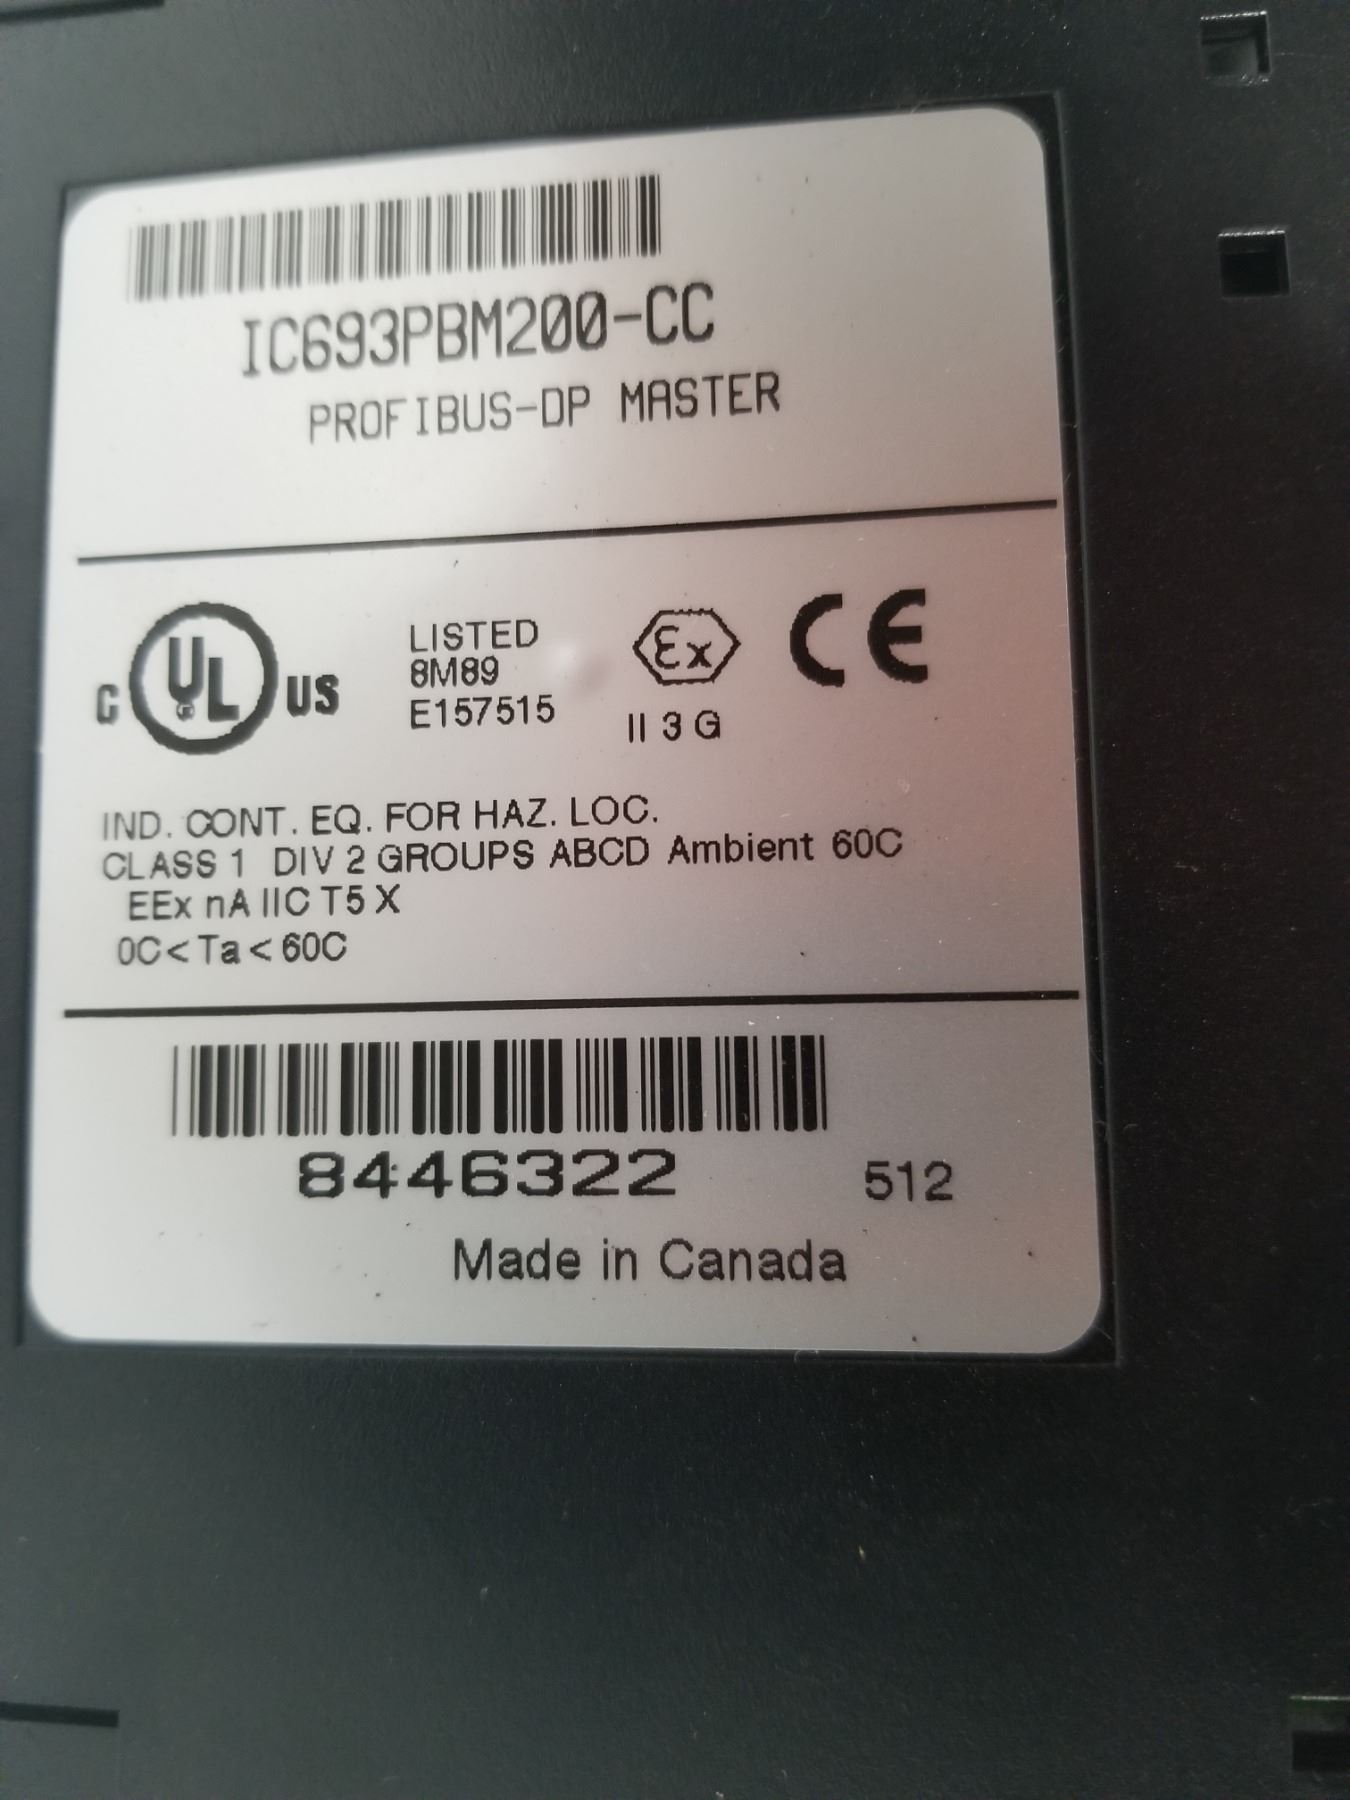 IC693PBM200-CC
PROFIBUS-DP MASTER
C UL US
LISTED
8M89
E157515
Ex
II 3 G
CE
IND. CONT. EQ. FOR HAZ. LOC.
CLASS 1 DIV 2 GROUPS ABCD Ambient 60C
EEx nA IIC T5 X
0C < Ta < 60C
8446322 512
Made in Canada